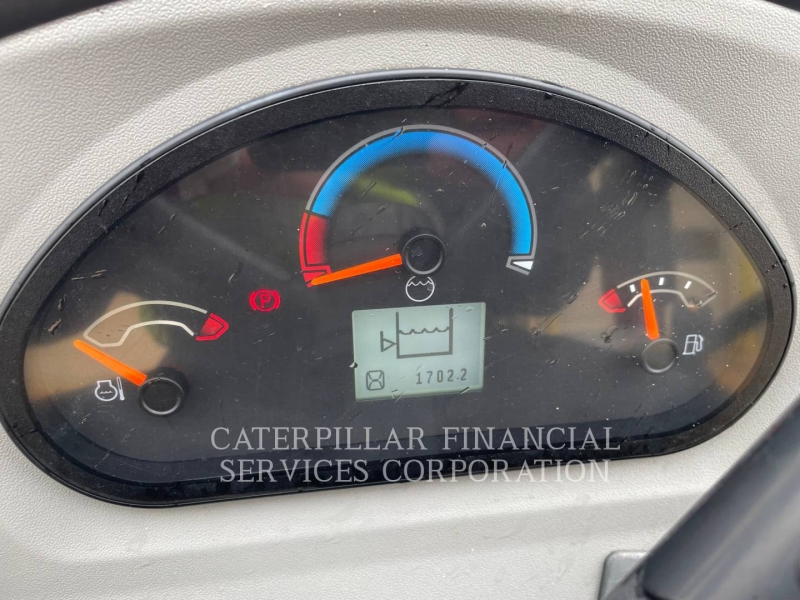 P
1702.2
CATERPILLAR FINANCIAL
SERVICES CORPORATION